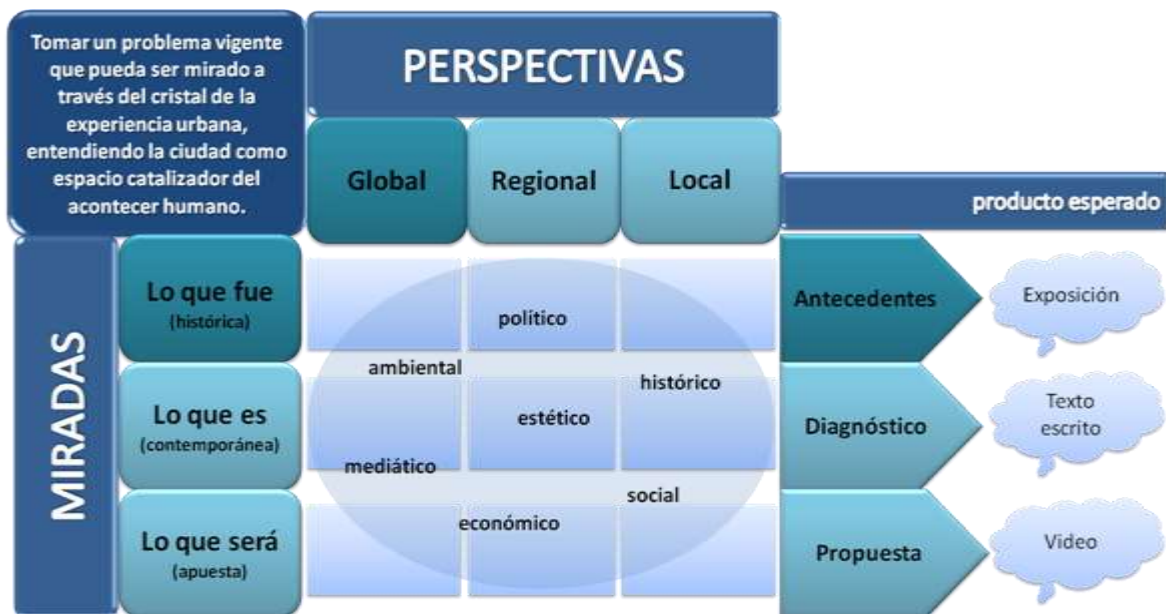 Tomar un problema vigente
que pueda ser mirado a
través del cristal de la
experiencia urbana,
entendiendo la ciudad como
espacio catalizador del
acontecer humano.
PERSPECTIVAS
Global
Regional
Local
producto esperado
MIRADAS
Lo que fue
(histórica)
político
Antecedentes
Exposición
ambiental
histórico
Lo que es
(contemporánea)
estético
Diagnóstico
Texto
escrito
mediático
social
económico
Lo que será
(apuesta)
Propuesta
Video